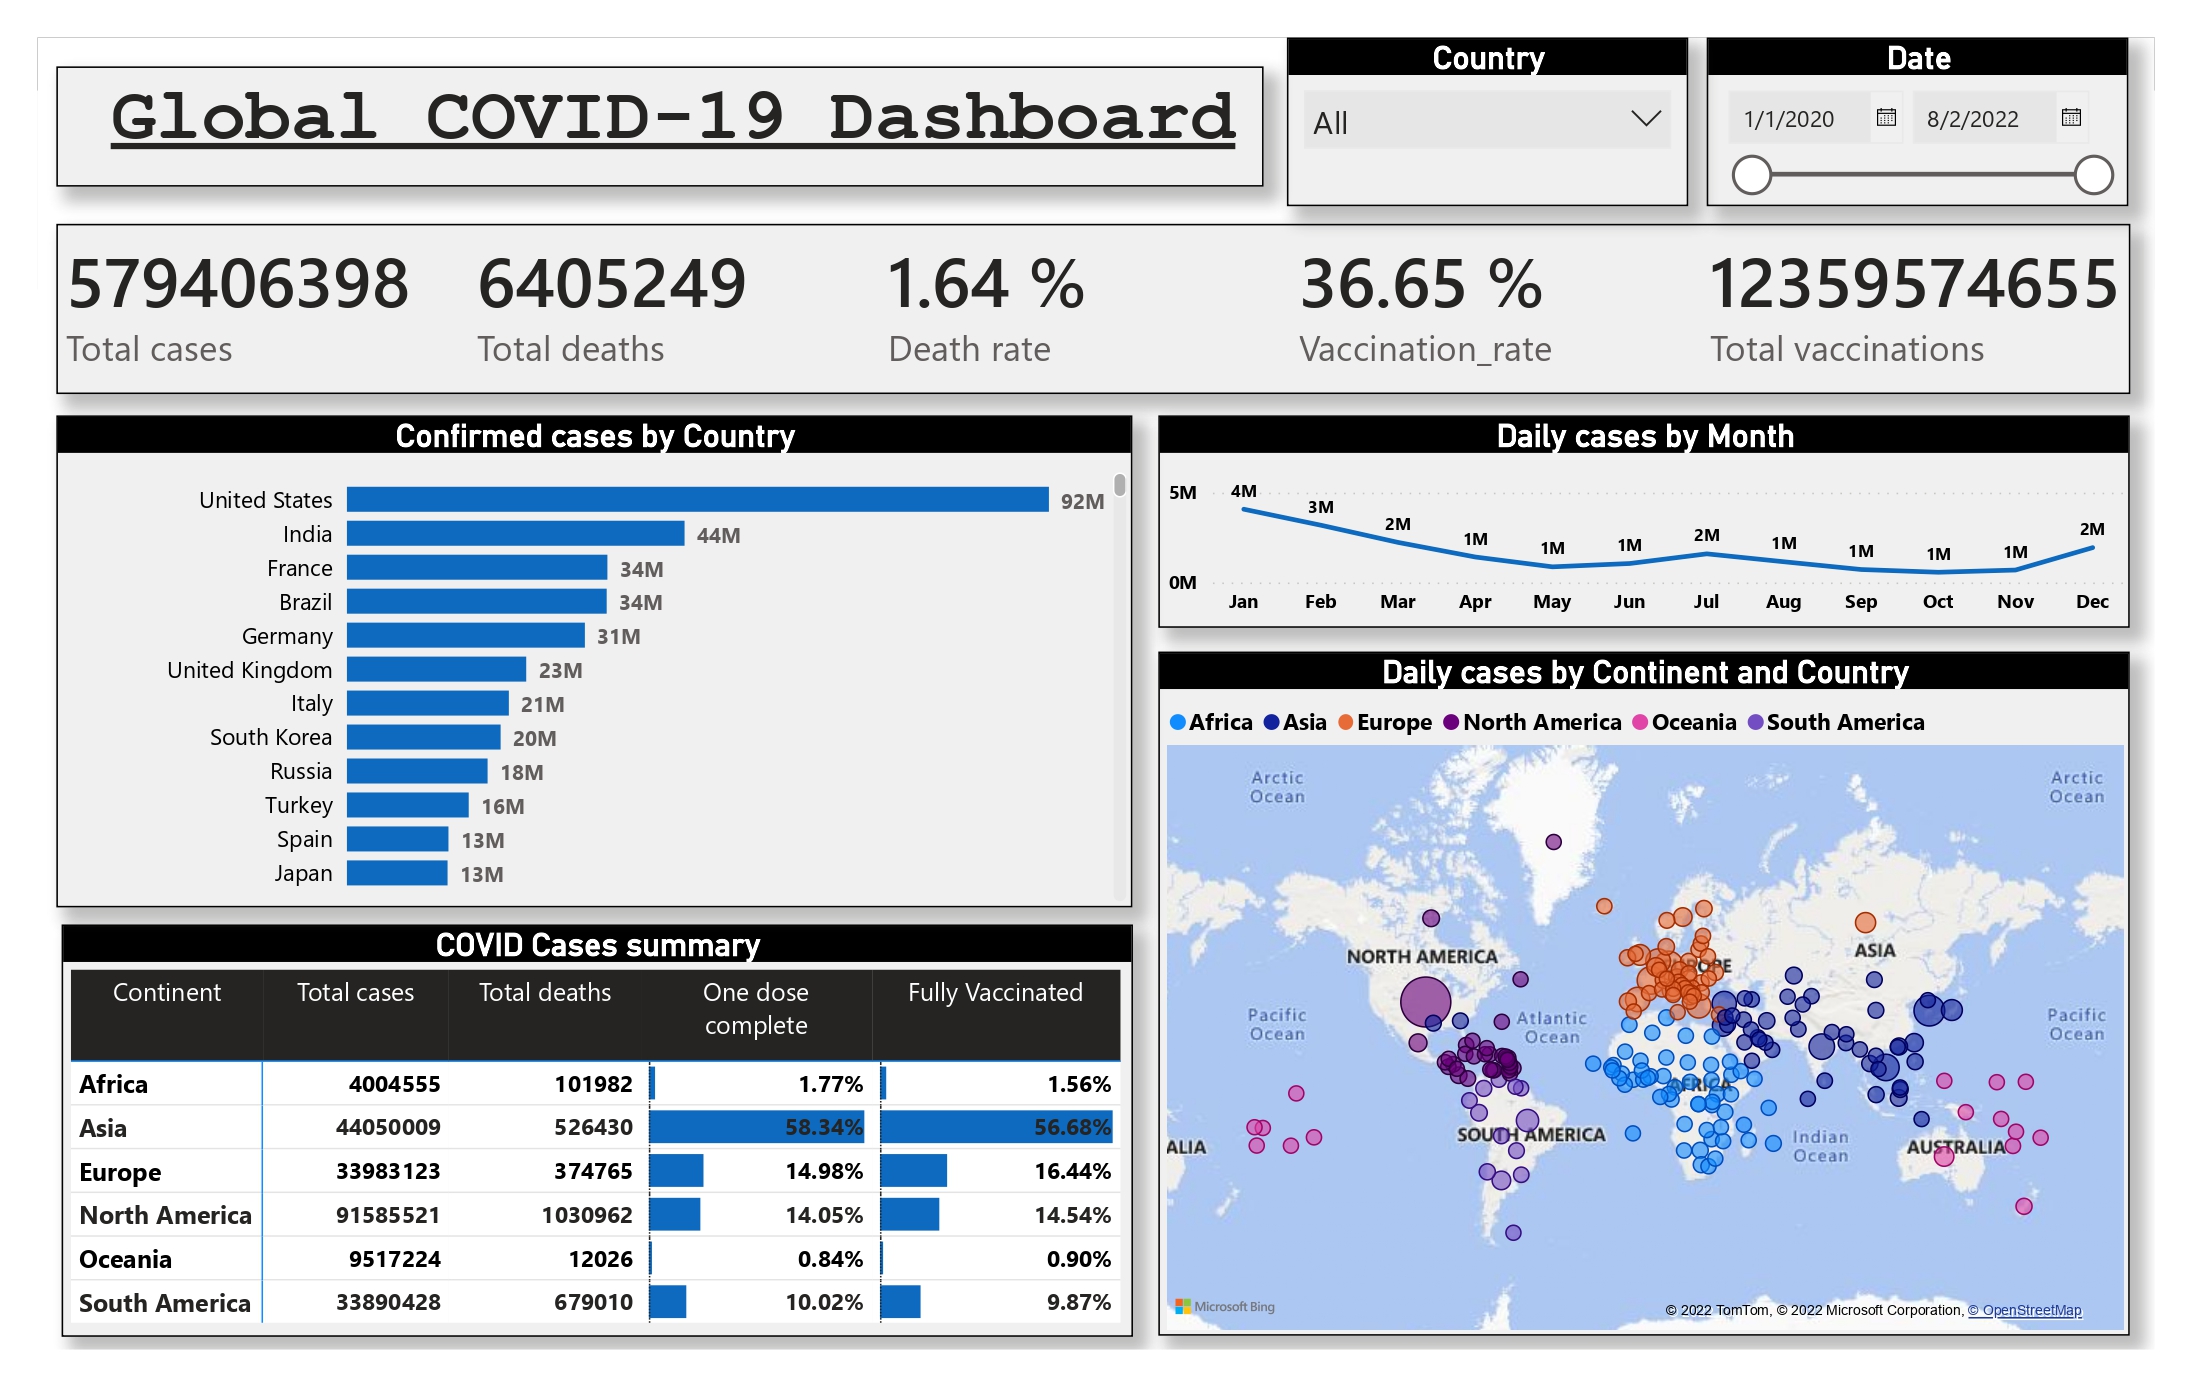 Global COVID-19 Dashboard
Country
All
Date
1/1/2020
8/2/2022
579406398
Total cases
6405249
Total deaths
1.64 %
Death rate
36.65 %
Vaccination_rate
12359574655
Total vaccinations
Confirmed cases by Country
United States 92M
India 44M
France 34M
Brazil 34M
Germany 31M
United Kingdom 23M
Italy 21M
South Korea 20M
Russia 18M
Turkey 16M
Spain 13M
Japan 13M
Daily cases by Month
5M
0M
4M 3M 2M 1M 1M 1M 2M 1M 1M 1M 1M 2M
Jan Feb Mar Apr May Jun Jul Aug Sep Oct Nov Dec
COVID Cases summary
Continent Total cases Total deaths One dose Fully Vaccinated
complete
Africa 4004555 101982 1.77% 1.56%
Asia 44050009 526430 58.34% 56.68%
Europe 33983123 374765 14.98% 16.44%
North America 91585521 1030962 14.05% 14.54%
Oceania 9517224 12026 0.84% 0.90%
South America 33890428 679010 10.02% 9.87%
Daily cases by Continent and Country
Africa Asia Europe North America Oceania South America
Arctic
Ocean
Arctic
Ocean
NORTH AMERICA
OPE
ASIA
Pacific
Ocean
Atlantic
Ocean
Pacific
Ocean
AFRICA
SOUTH AMERICA
Indian
Ocean
ALIA
AUSTRALIA
Microsoft Bing
© 2022 TomTom, © 2022 Microsoft Corporation, © OpenStreetMap